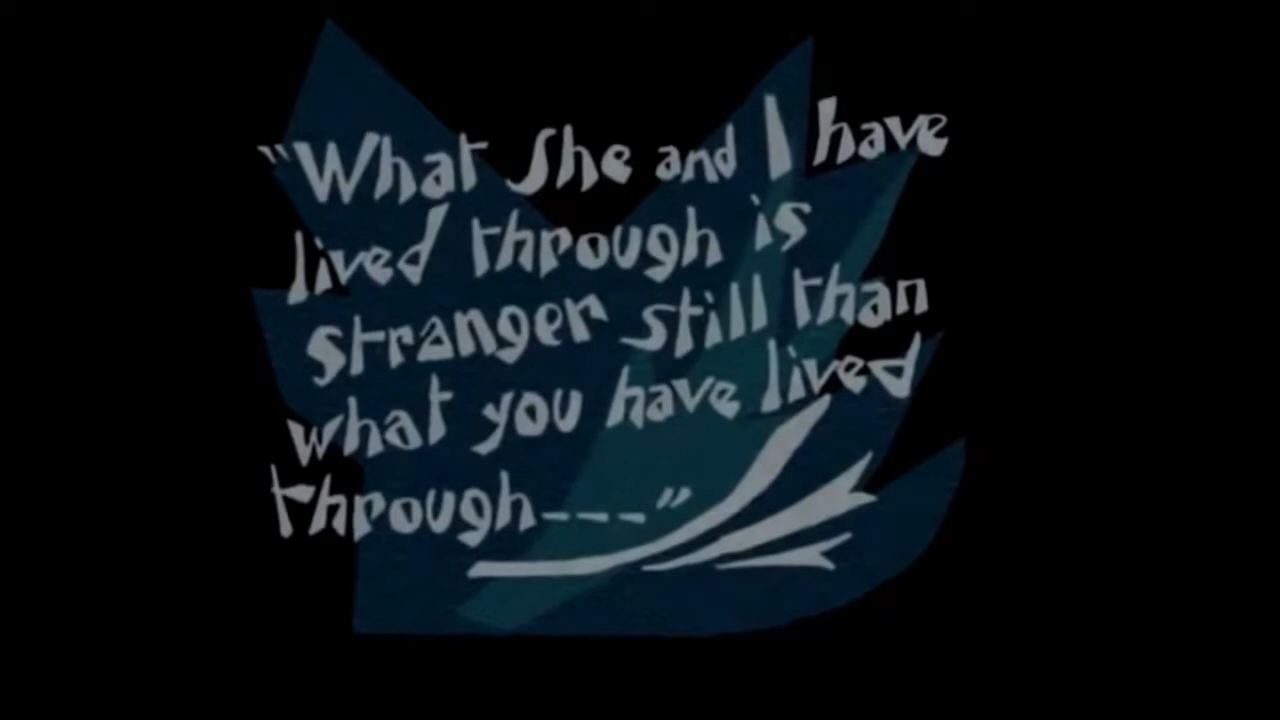 “What She and I have
lived through is
stranger still than
what you have lived
through---”